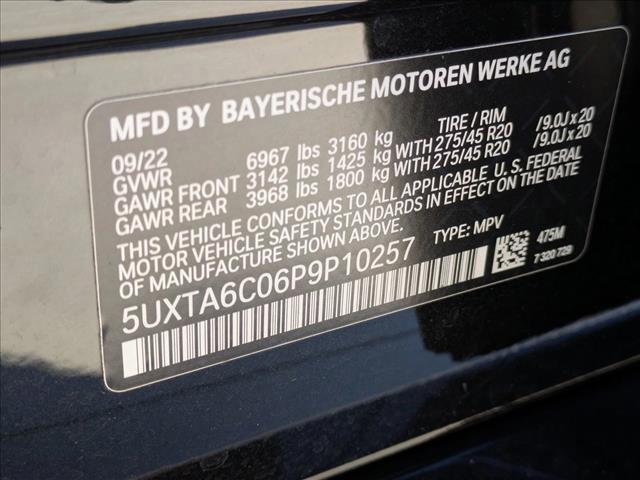 MFD BY BAYERISCHE MOTOREN WERKE AG
09/22 TIRE / RIM
GVWR 6967 lbs 3160 kg
GAWR FRONT 3142 lbs 1425 kg WITH 275/45 R20 /9.0J x 20
GAWR REAR 3968 lbs 1800 kg WITH 275/45 R20 /9.0J x 20
THIS VEHICLE CONFORMS TO ALL APPLICABLE U. S. FEDERAL
MOTOR VEHICLE SAFETY STANDARDS IN EFFECT ON THE DATE
OF MANUFACTURE SHOWN ABOVE.
5UXTA6C06P9P10257 TYPE: MPV 475M
7 320 729